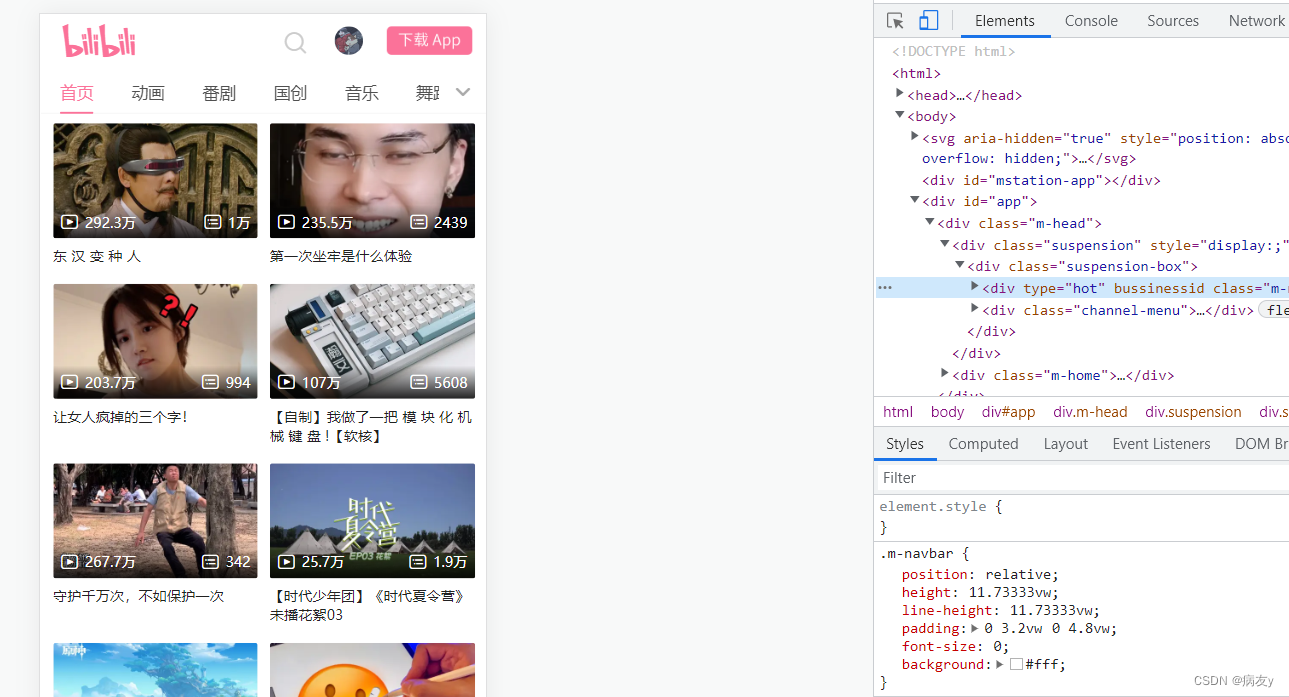 bilibili
下载 App
首页 动画 番剧 国创 音乐 舞蹈
292.3万 1万
235.5万 2439
东 汉 变 种 人
第一次坐牢是什么体验
?!
203.7万 994
107万 5608
让女人疯掉的三个字！
【自制】我做了一把 模 块 化 机
械 键 盘！【软核】
267.7万 342
时代
夏令营
EP03 花絮
25.7万 1.9万
守护千万次，不如保护一次
【时代少年团】《时代夏令营》
未播花絮03
原神
Elements Console Sources Network
<!DOCTYPE html>
<html>
<head>…</head>
<body>
<svg aria-hidden="true" style="position: abso
overflow: hidden;">…</svg>
<div id="mstation-app"></div>
<div id="app">
<div class="m-head">
<div class="suspension" style="display:;"
<div class="suspension-box">
<div type="hot" bussinessid class="m-
<div class="channel-menu">…</div> fle
</div>
</div>
<div class="m-home">…</div>
</div>
html body div#app div.m-head div.suspension div.s
Styles Computed Layout Event Listeners DOM Br
Filter
element.style {
}
.m-navbar {
position: relative;
height: 11.73333vw;
line-height: 11.73333vw;
padding: 0 3.2vw 0 4.8vw;
font-size: 0;
background: #fff;
}
CSDN @病友y